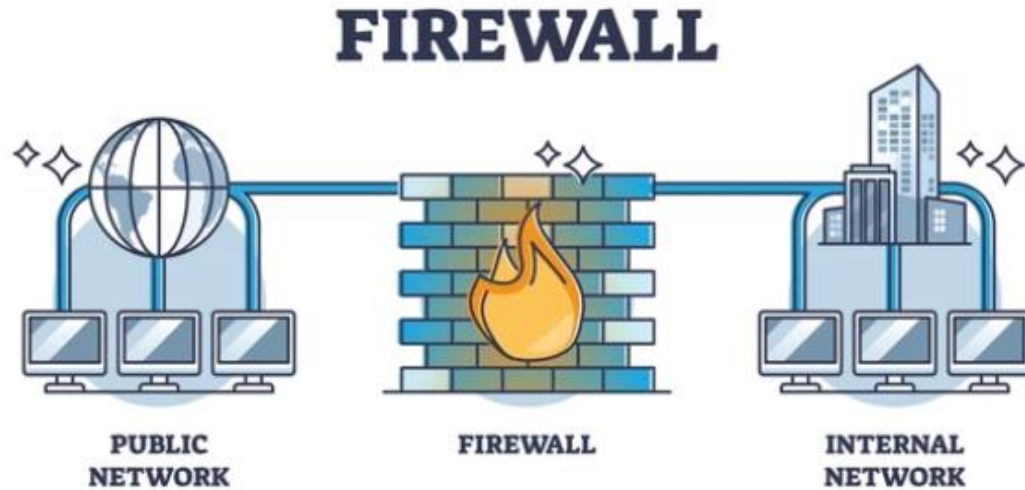 FIREWALL
PUBLIC
NETWORK
FIREWALL
INTERNAL
NETWORK